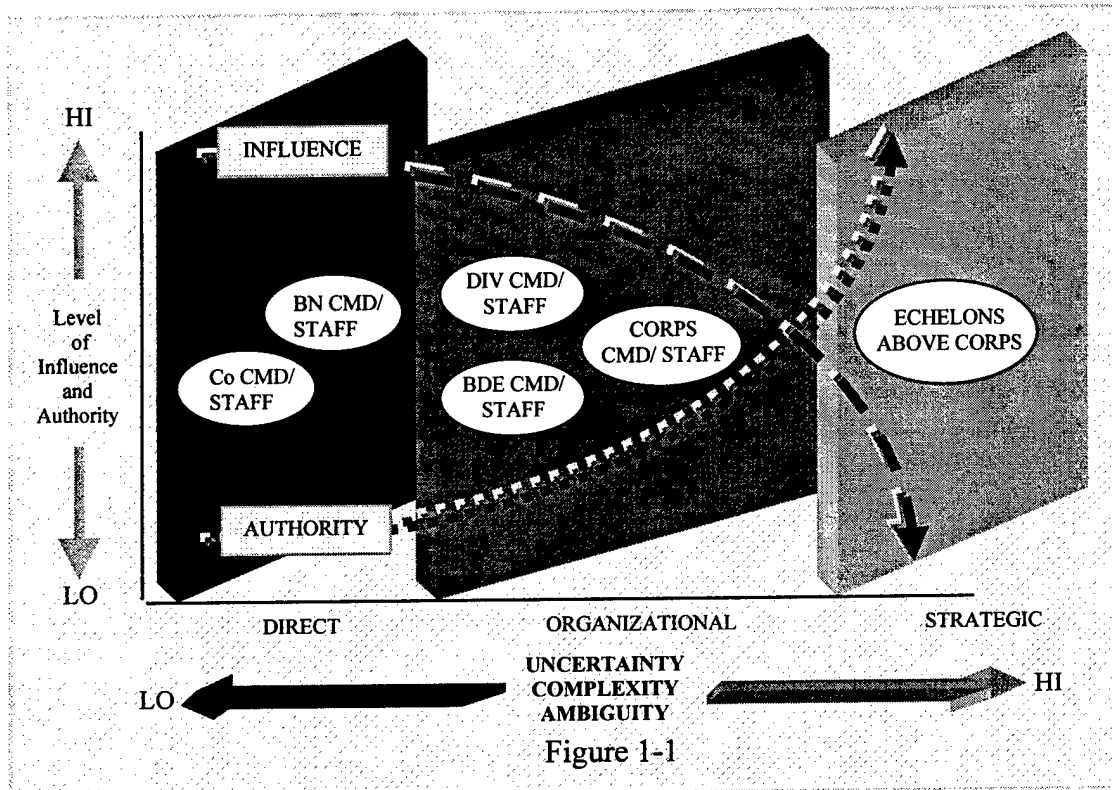 HI
INFLUENCE
Level
of
Influence
and
Authority
BN CMD/
STAFF
DIV CMD/
STAFF
CORPS
CMD/ STAFF
ECHELONS
ABOVE CORPS
Co CMD/
STAFF
BDE CMD/
STAFF
AUTHORITY
LO
DIRECT
ORGANIZATIONAL
STRATEGIC
LO
UNCERTAINTY
COMPLEXITY
AMBIGUITY
HI
Figure 1-1